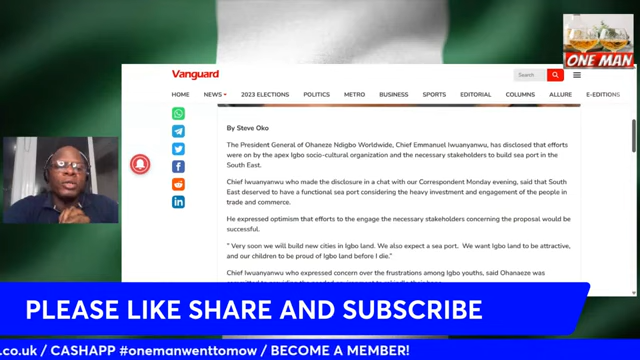 ONE MAN
Vanguard
Search
HOME NEWS 2023 ELECTIONS POLITICS METRO BUSINESS SPORTS EDITORIAL COLUMNS ALLURE E-EDITIONS
By Steve Oko
The President General of Ohaneze Ndigbo Worldwide, Chief Emmanuel Iwuanyanwu, has disclosed that efforts
were on by the apex Igbo socio-cultural organization and the necessary stakeholders to build sea port in the
South East.
Chief Iwuanyanwu who made the disclosure in a chat with our Correspondent Monday evening, said that South
East deserved to have a functional sea port considering the heavy investment and engagement of the people in
trade and commerce.
He expressed optimism that efforts to the engage the necessary stakeholders concerning the proposal would be
successful.
" Very soon we will build new cities in Igbo land. We also expect a sea port. We want Igbo land to be attractive,
and our children to be proud of Igbo land before I die."
Chief Iwuanyanwu who expressed concern over the frustrations among Igbo youths, said Ohanaeze was
PLEASE LIKE SHARE AND SUBSCRIBE
.co.uk / CASHAPP #onemanwenttomow / BECOME A MEMBER!